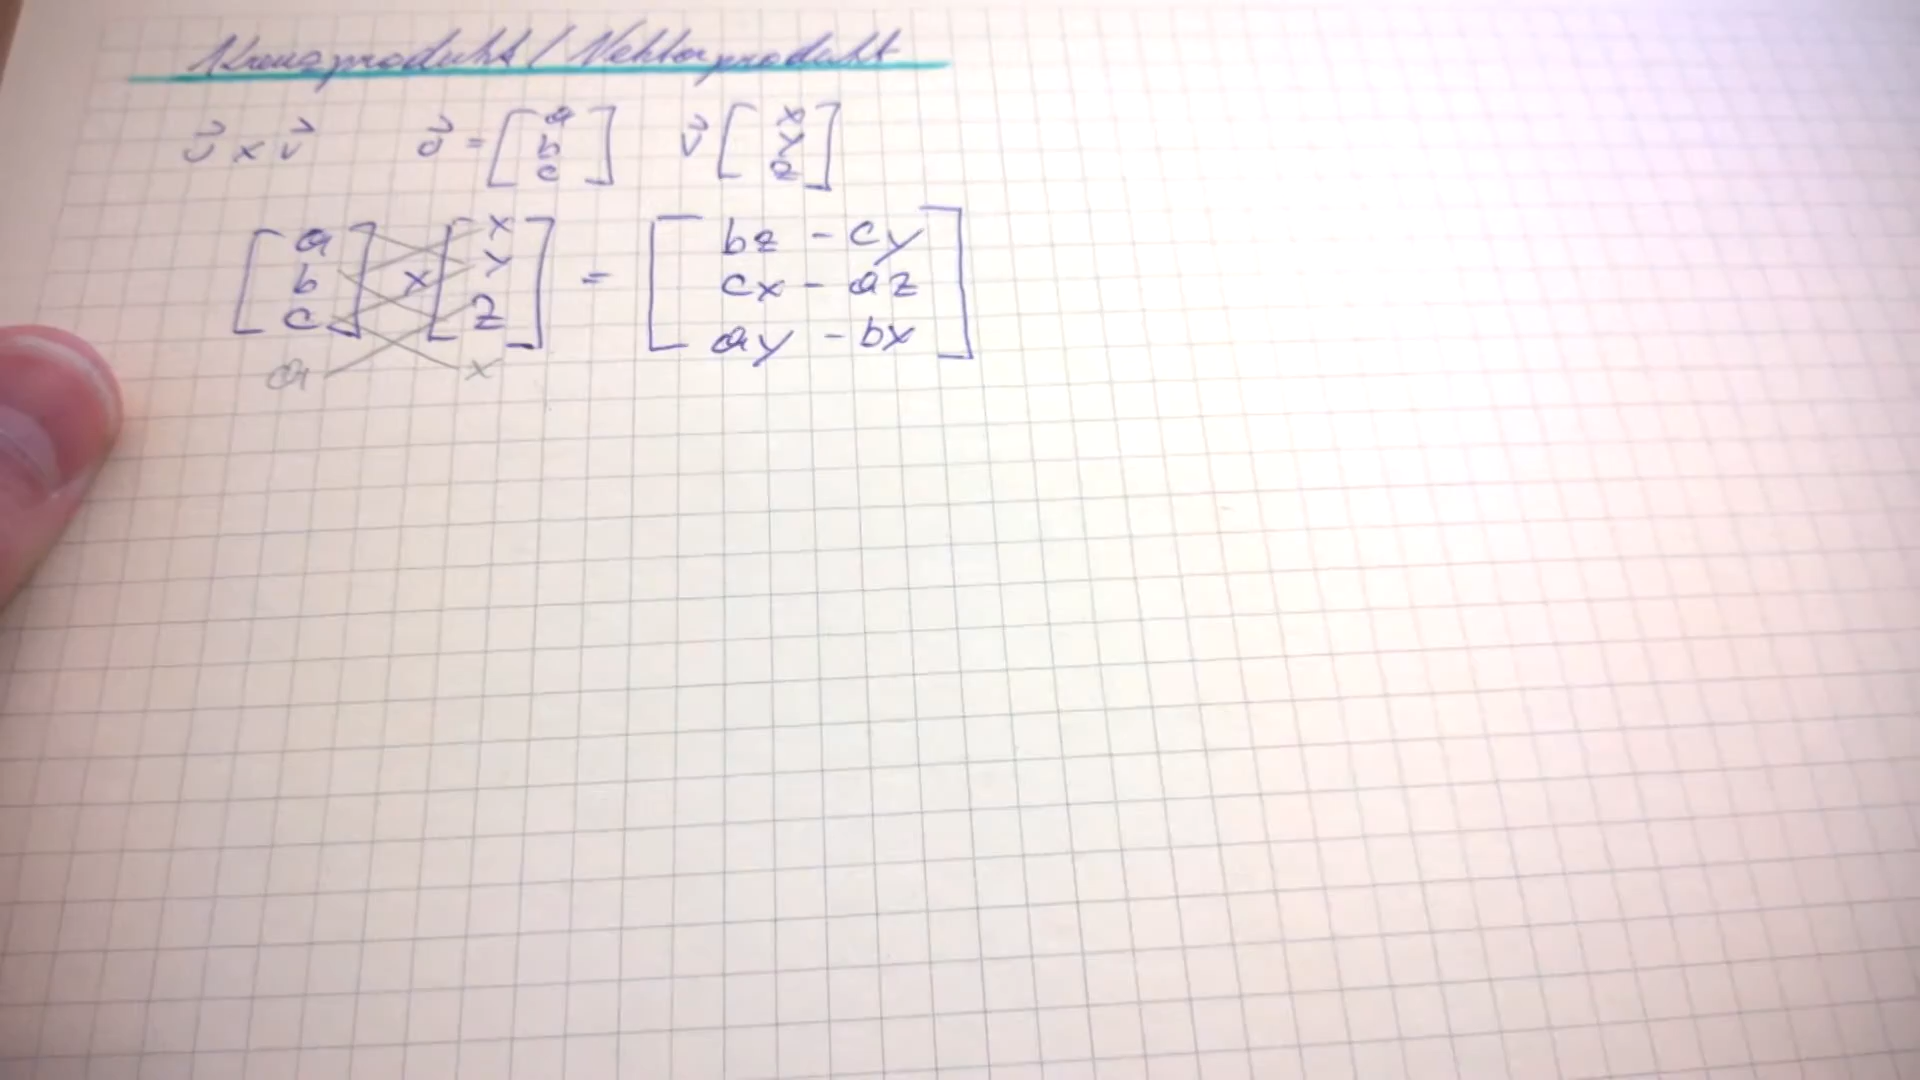 Kreuzprodukt / Vektorprodukt
u⃗ × v⃗   u⃗ = [a b c]   v⃗ [x y z]
[a b c] × [x y z] = [bz - cy
cx - az
ay - bx]
a x